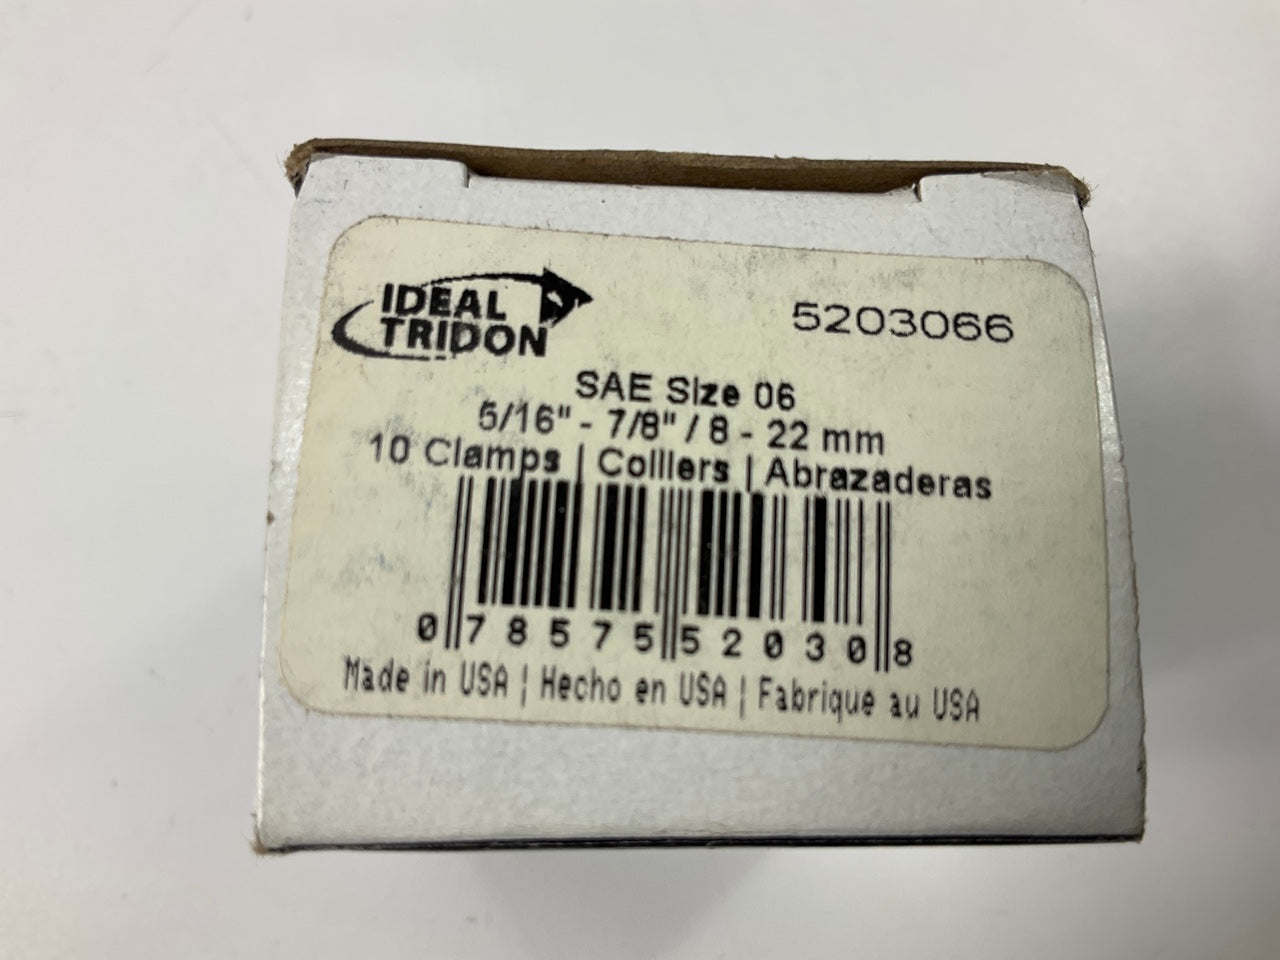 IDEAL
TRIDON
5203066
SAE Size 06
5/16" - 7/8" / 8 - 22 mm
10 Clamps | Colliers | Abrazaderas
0 78575 52030 8
Made in USA ¦ Hecho en USA ¦ Fabrique au USA